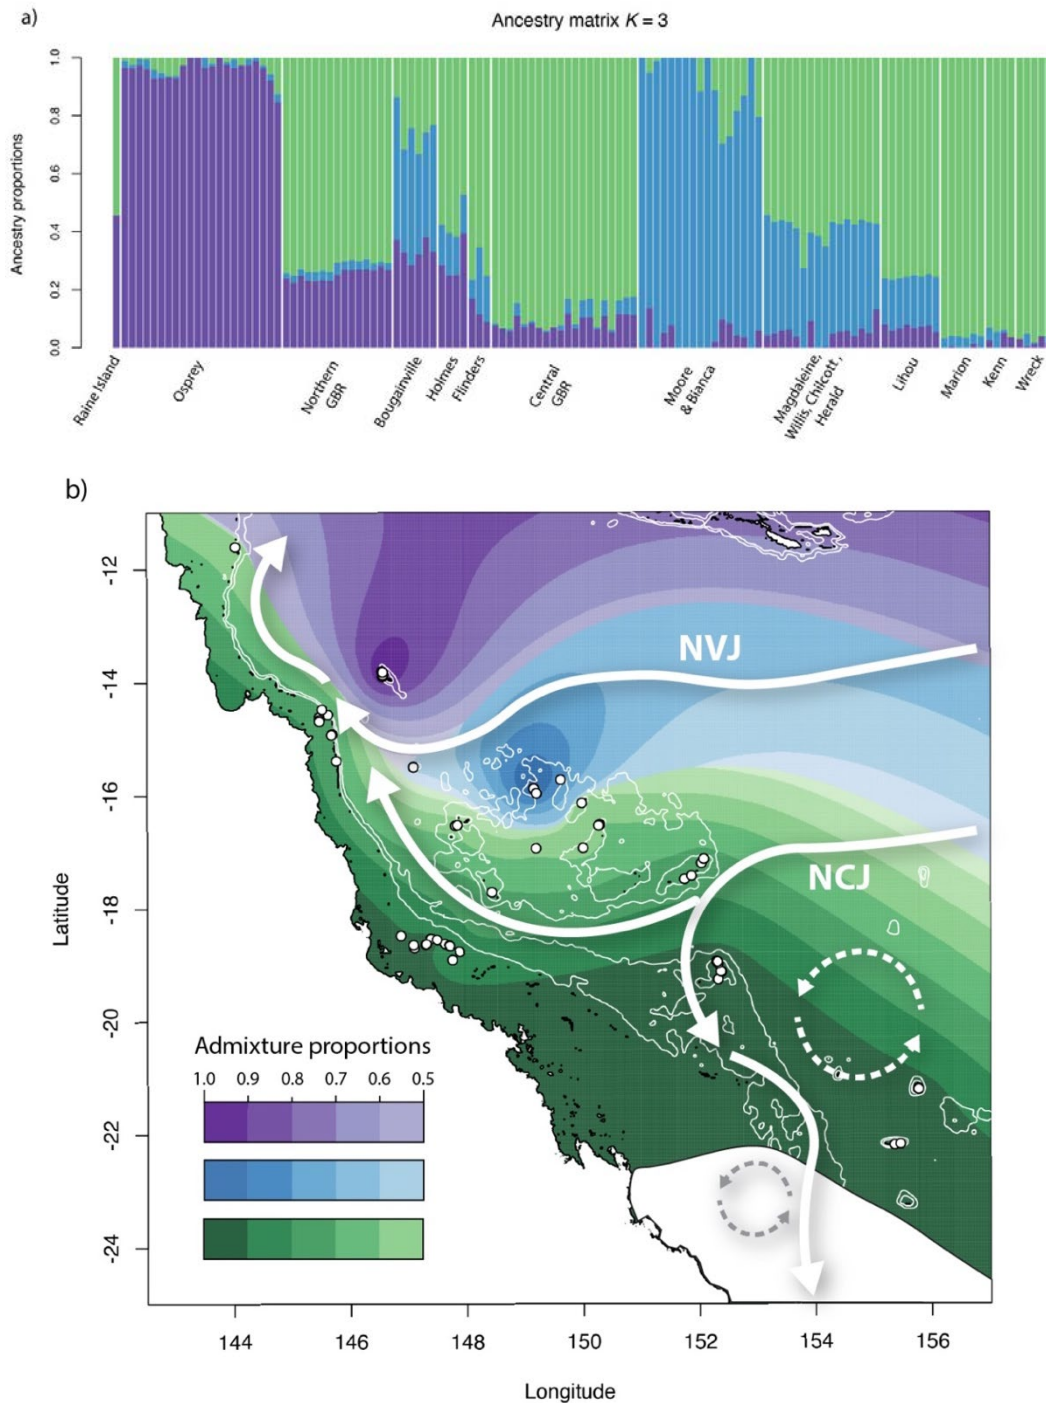 a)
Ancestry matrix K = 3
Ancestry proportions
1.0
0.8
0.6
0.4
0.2
0.0
Raine Island
Osprey
Northern
GBR
Bougainville
Holmes
Flinders
Central
GBR
Moore
& Bianca
Magdaleine,
Willis, Chilcott,
Herald
Lihou
Marion
Kenn
Wreck
b)
NVJ
NCJ
Latitude
-12
-14
-16
-18
-20
-22
-24
Admixture proportions
1.0 0.9 0.8 0.7 0.6 0.5
144 146 148 150 152 154 156
Longitude